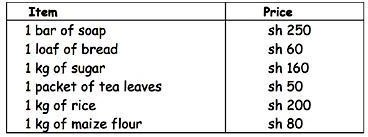 Item Price
1 bar of soap sh 250
1 loaf of bread sh 60
1 kg of sugar sh 160
1 packet of tea leaves sh 50
1 kg of rice sh 200
1 kg of maize flour sh 80